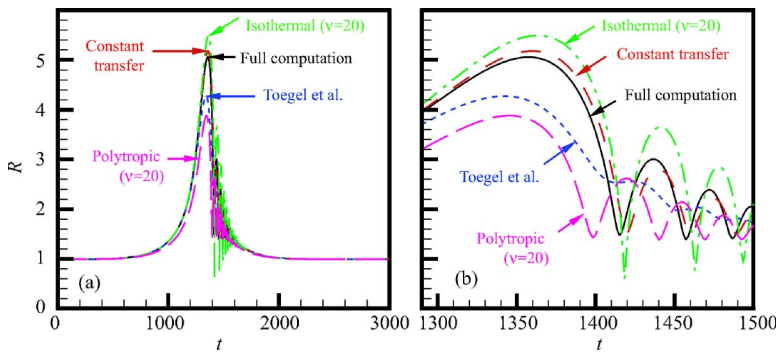 Isothermal (ν=20)
Constant
transfer
Full computation
Toegel et al.
Polytropic
(ν=20)
R
5
4
3
2
1
0
(a)
0
1000
2000
3000
t
Isothermal (ν=20)
Constant transfer
Full computation
Toegel et al.
Polytropic
(ν=20)
(b)
1300
1350
1400
1450
1500
t